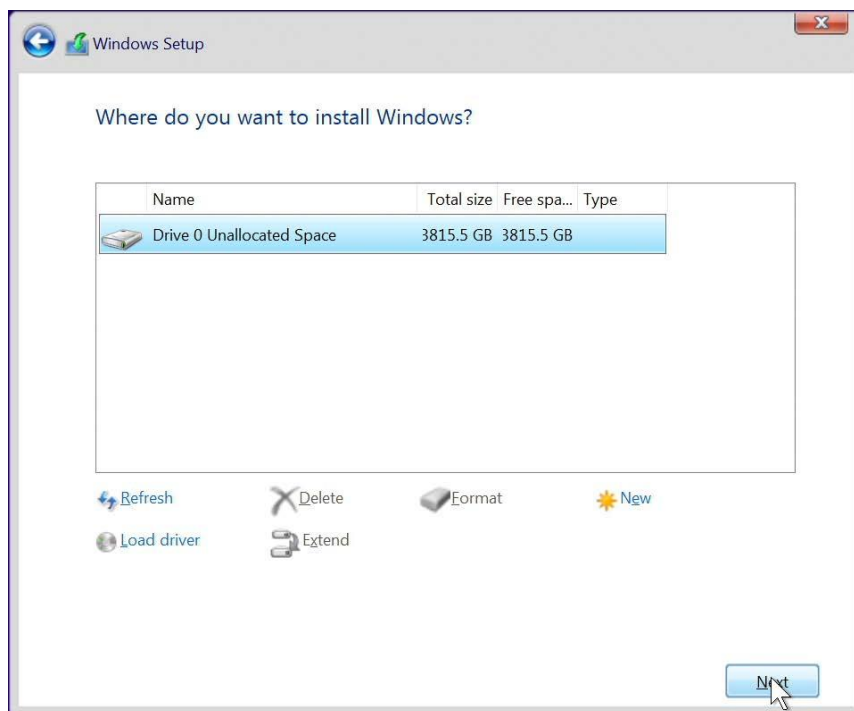 Windows Setup
Where do you want to install Windows?
Name Total size Free spa... Type
Drive 0 Unallocated Space 3815.5 GB 3815.5 GB
Refresh Delete Format New
Load driver Extend
Next